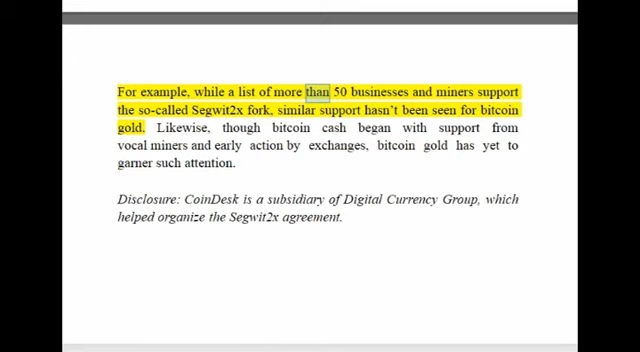 For example, while a list of more than 50 businesses and miners support
the so-called Segwit2x fork, similar support hasn't been seen for bitcoin
gold. Likewise, though bitcoin cash began with support from
vocal miners and early action by exchanges, bitcoin gold has yet to
garner such attention.
Disclosure: CoinDesk is a subsidiary of Digital Currency Group, which
helped organize the Segwit2x agreement.